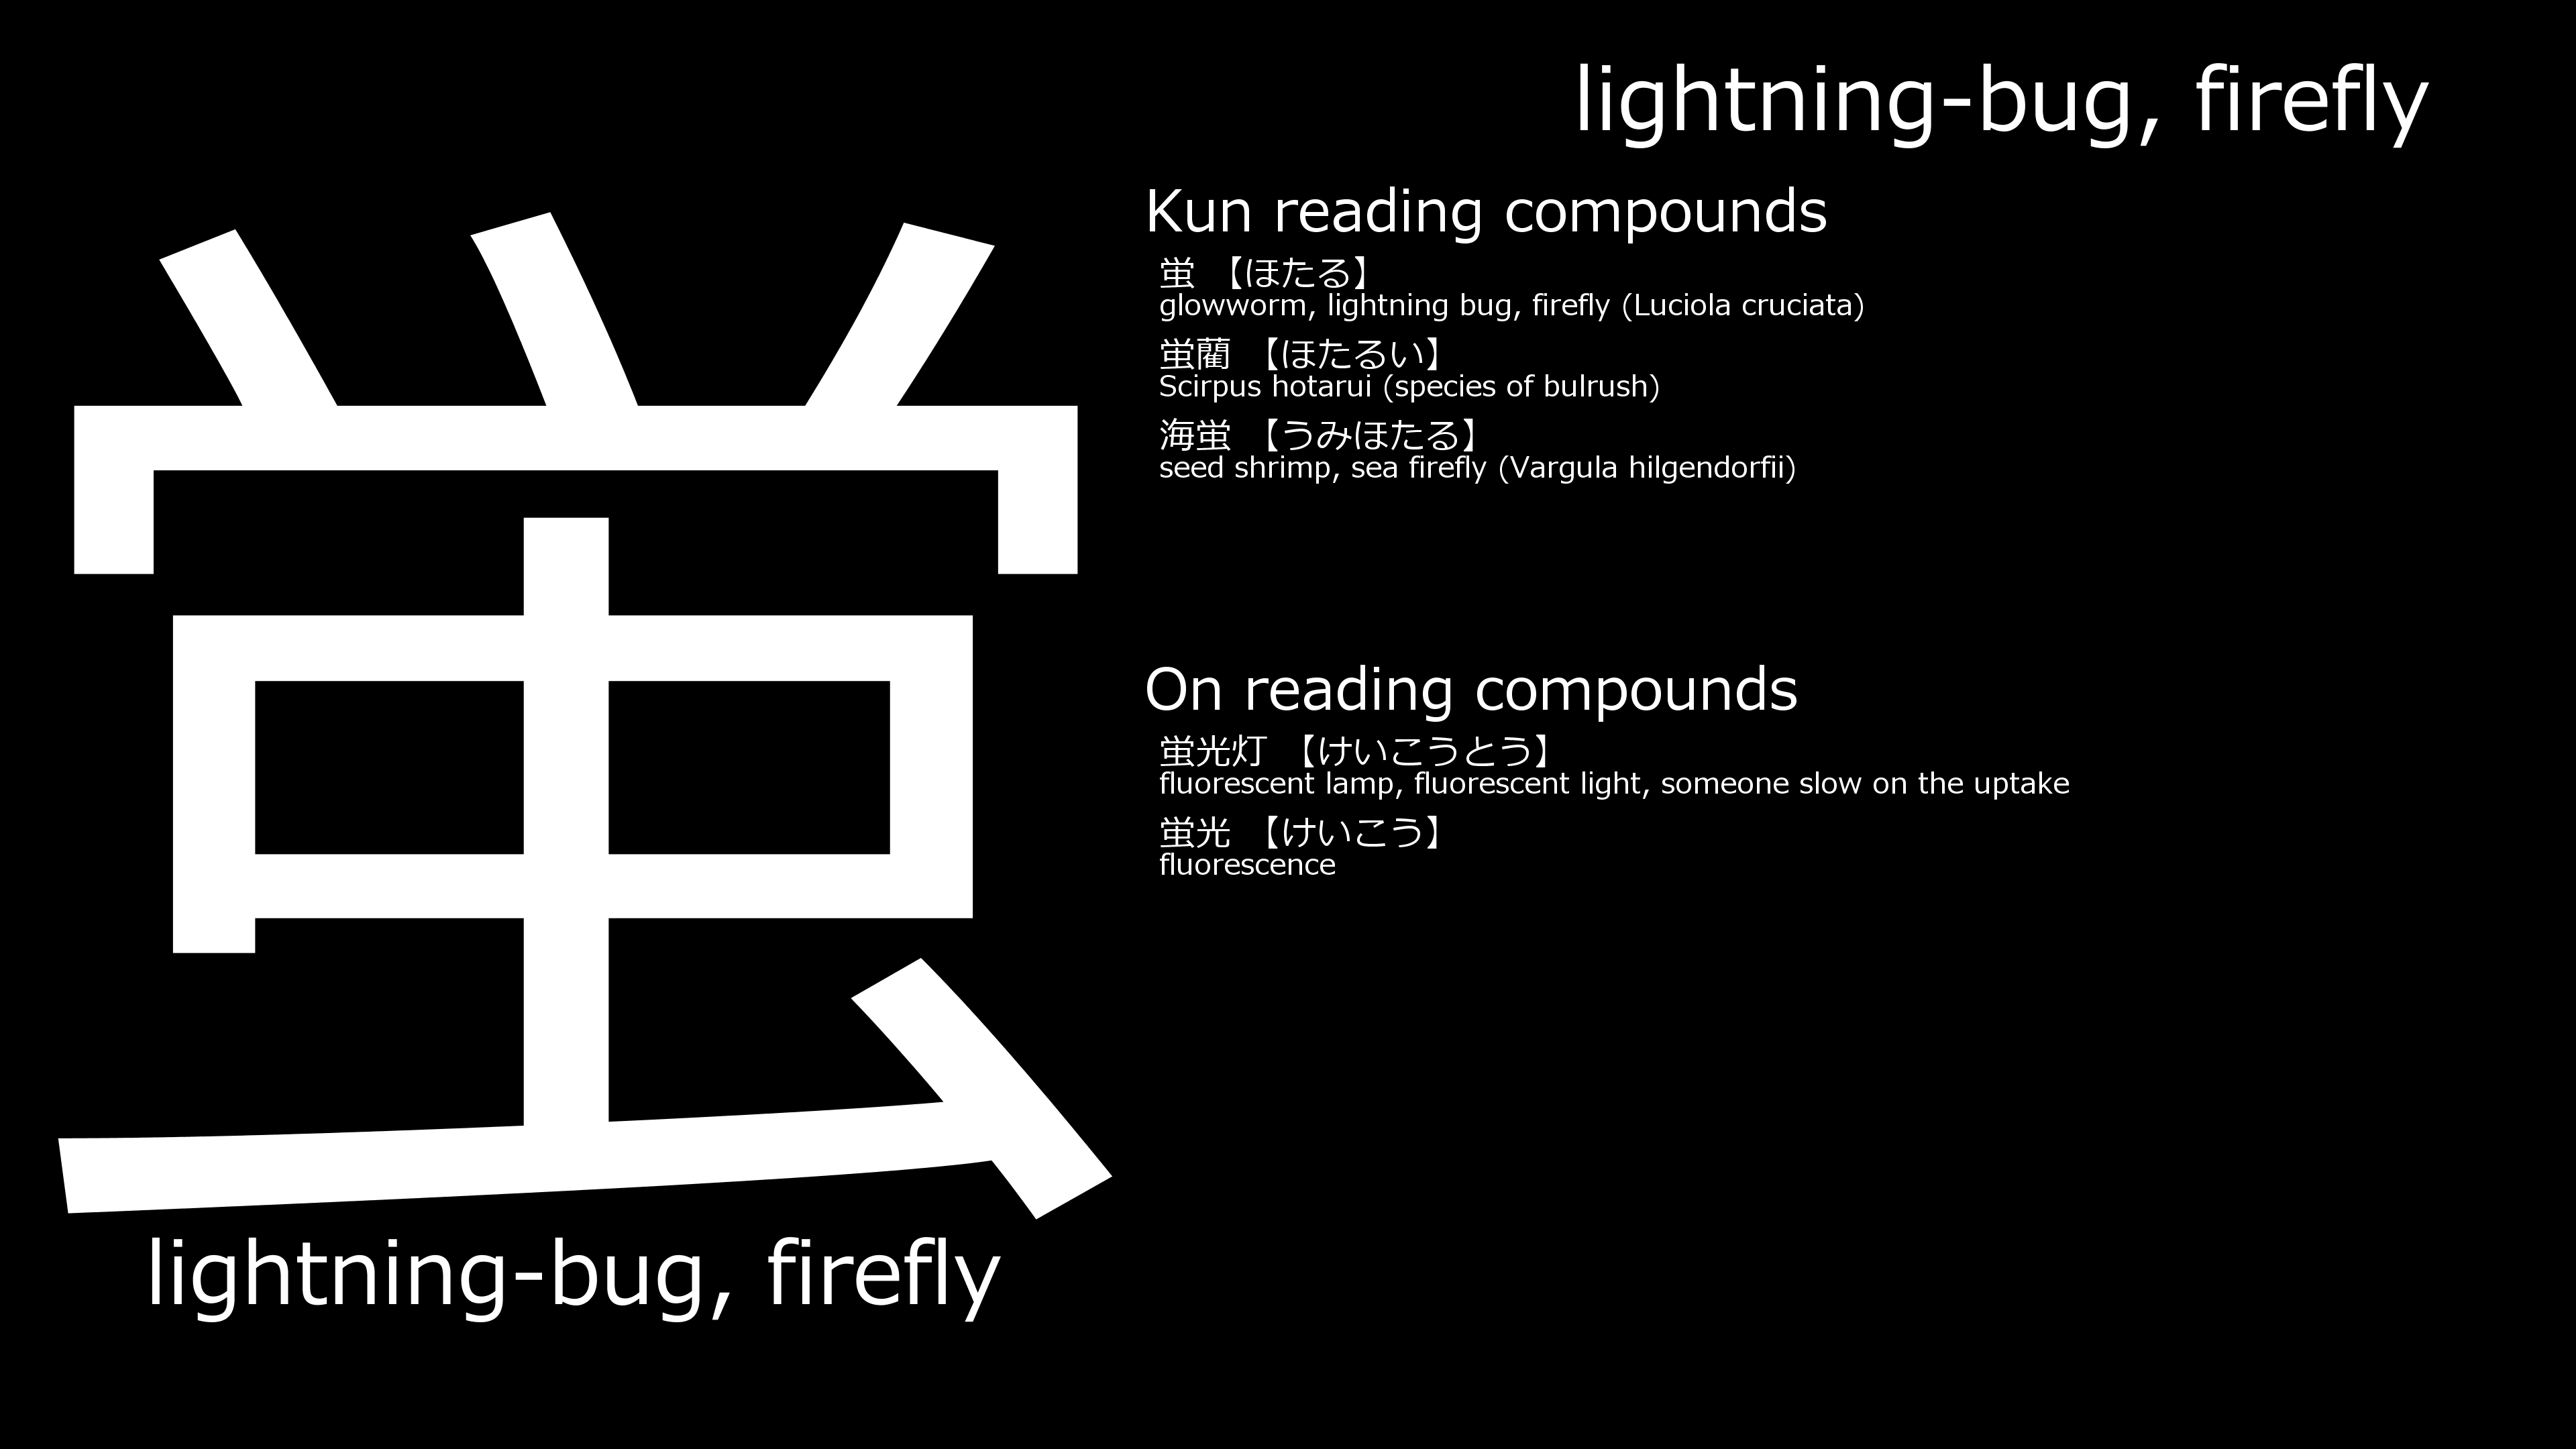 蛍
lightning-bug, firefly
lightning-bug, firefly
Kun reading compounds
蛍 【ほたる】
glowworm, lightning bug, firefly (Luciola cruciata)
蛍藺 【ほたるい】
Scirpus hotarui (species of bulrush)
海蛍 【うみほたる】
seed shrimp, sea firefly (Vargula hilgendorfii)
On reading compounds
蛍光灯 【けいこうとう】
fluorescent lamp, fluorescent light, someone slow on the uptake
蛍光 【けいこう】
fluorescence